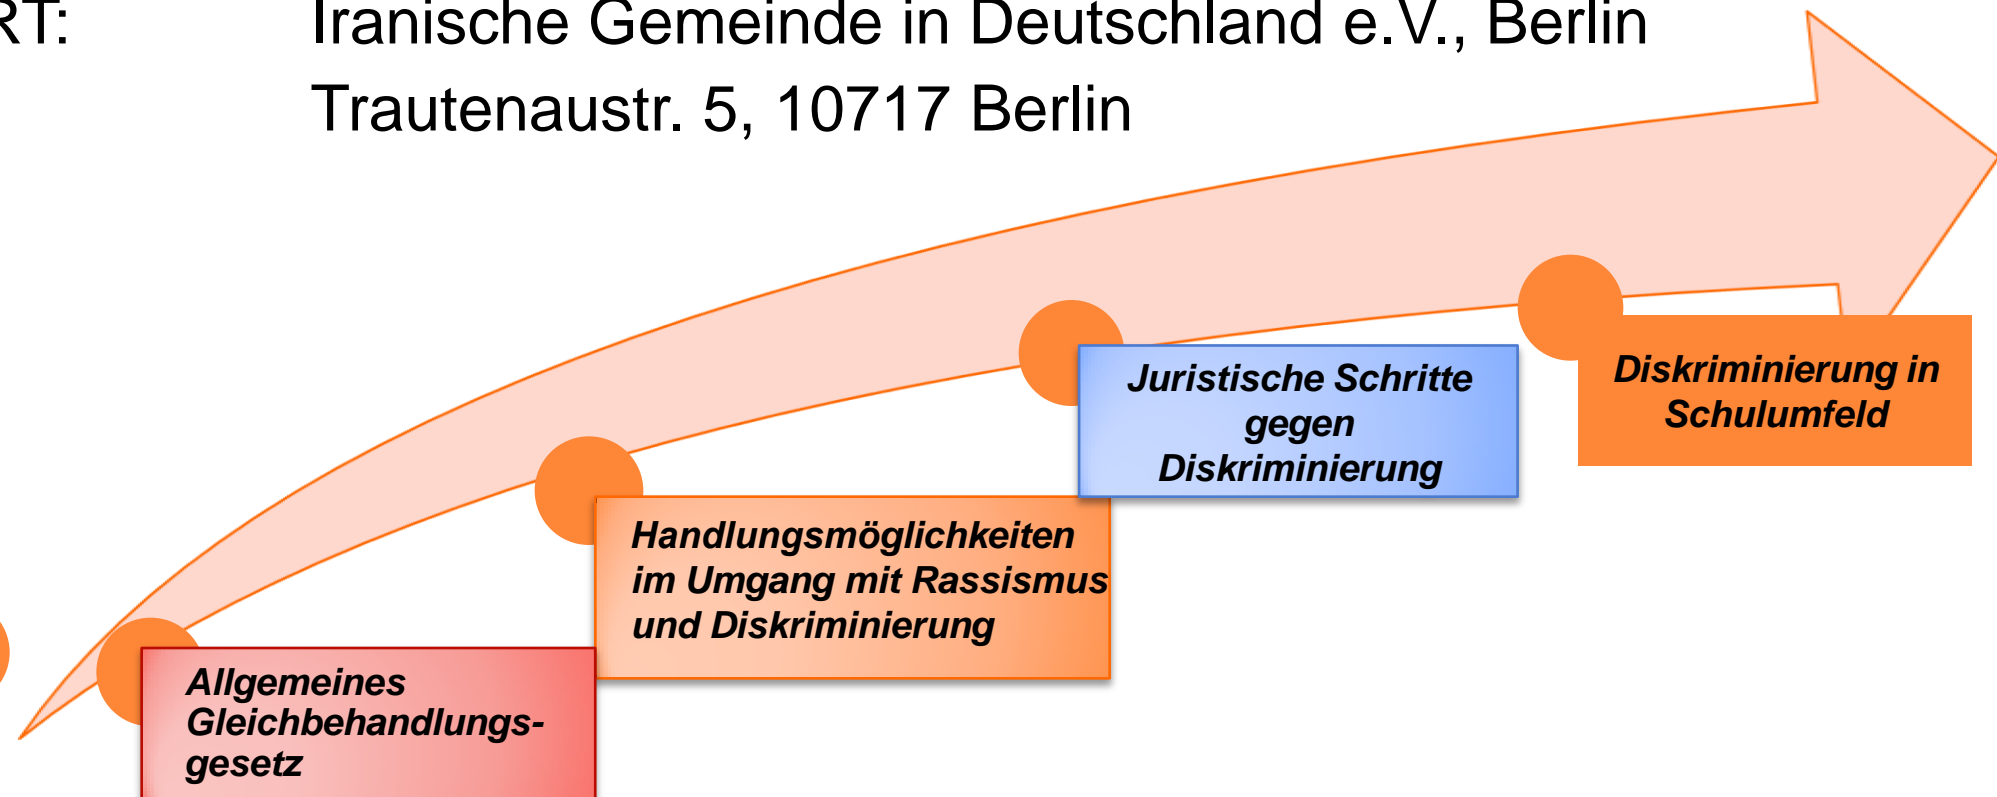 RT: Iranische Gemeinde in Deutschland e.V., Berlin
Trautenaustr. 5, 10717 Berlin
Diskriminierung in
Schulumfeld
Juristische Schritte
gegen
Diskriminierung
Handlungsmöglichkeiten
im Umgang mit Rassismus
und Diskriminierung
Allgemeines
Gleichbehandlungs-
gesetz